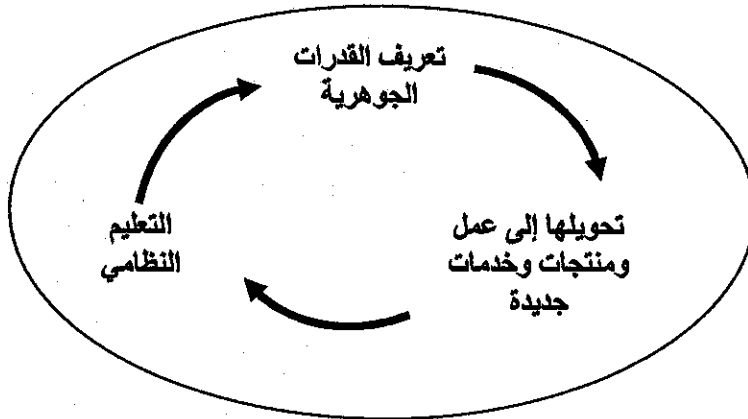 تعريف القدرات
الجوهرية
تحويلها إلى عمل
ومنتجات وخدمات
جديدة
التعليم
النظامي